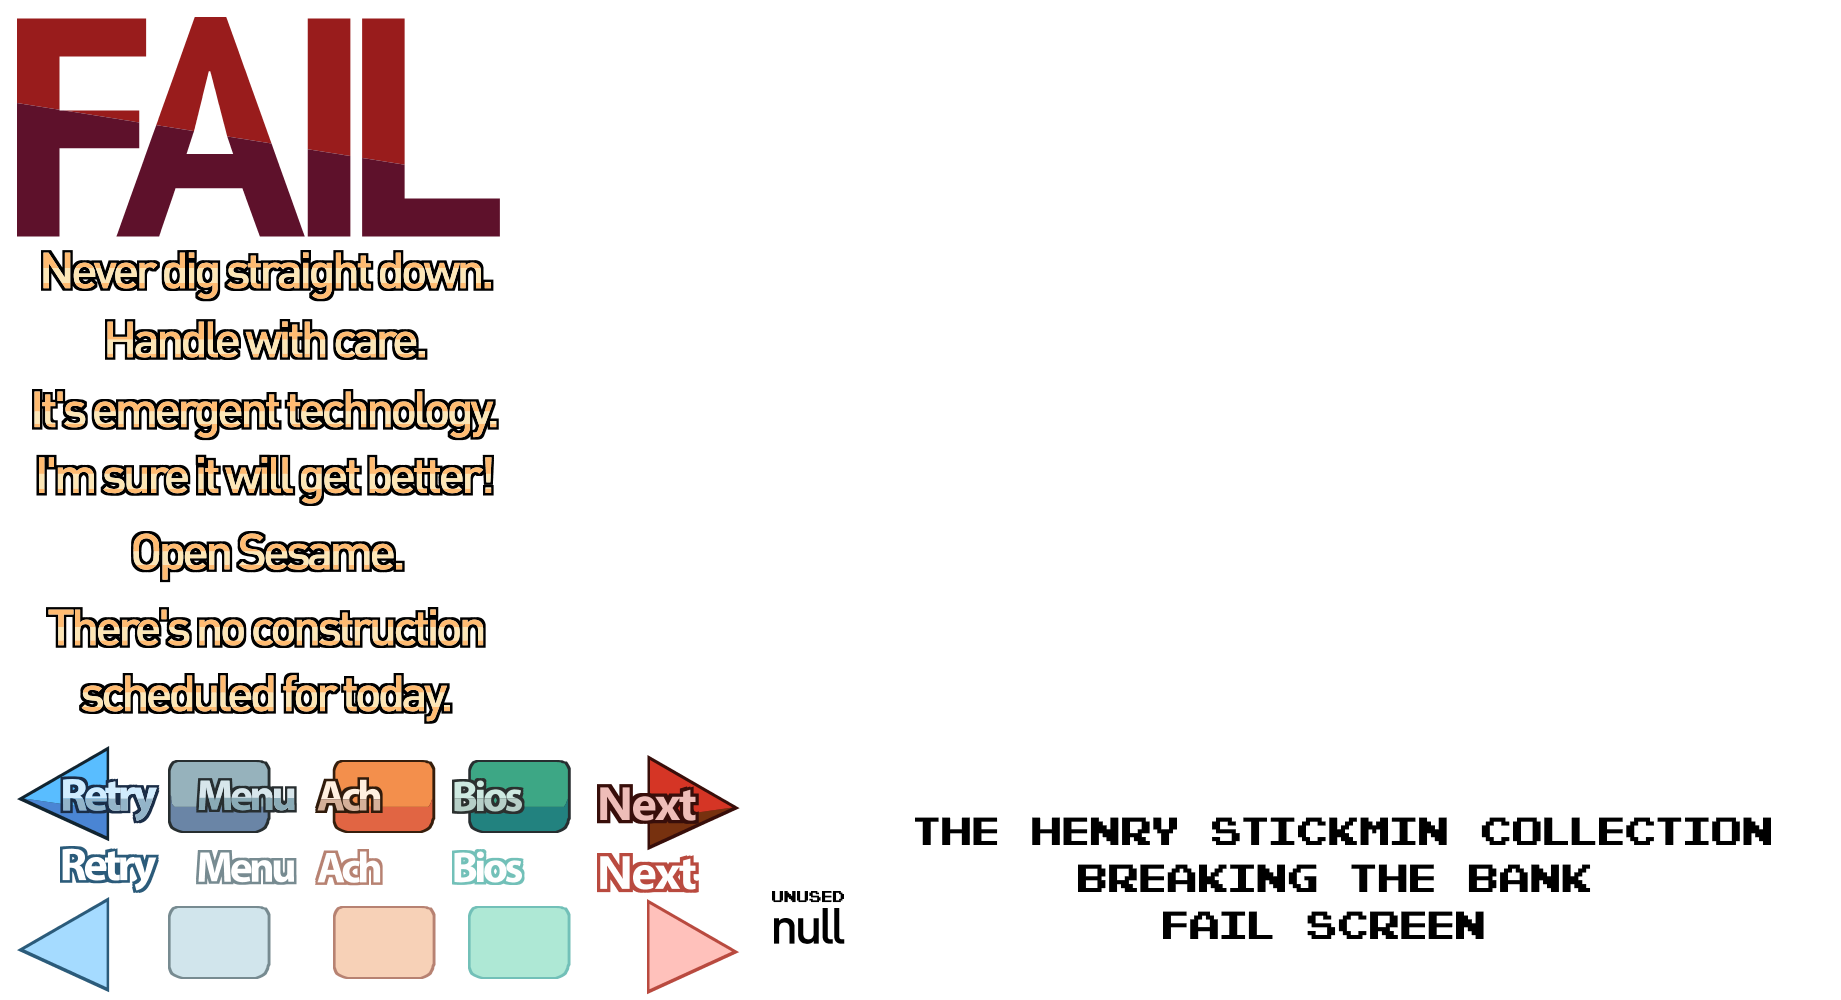 FAIL
Never dig straight down.
Handle with care.
It's emergent technology.
I'm sure it will get better!
Open Sesame.
There's no construction
scheduled for today.
Retry Menu Ach Bios Next
Retry Menu Ach Bios Next
UNUSED
null
THE HENRY STICKMIN COLLECTION
BREAKING THE BANK
FAIL SCREEN